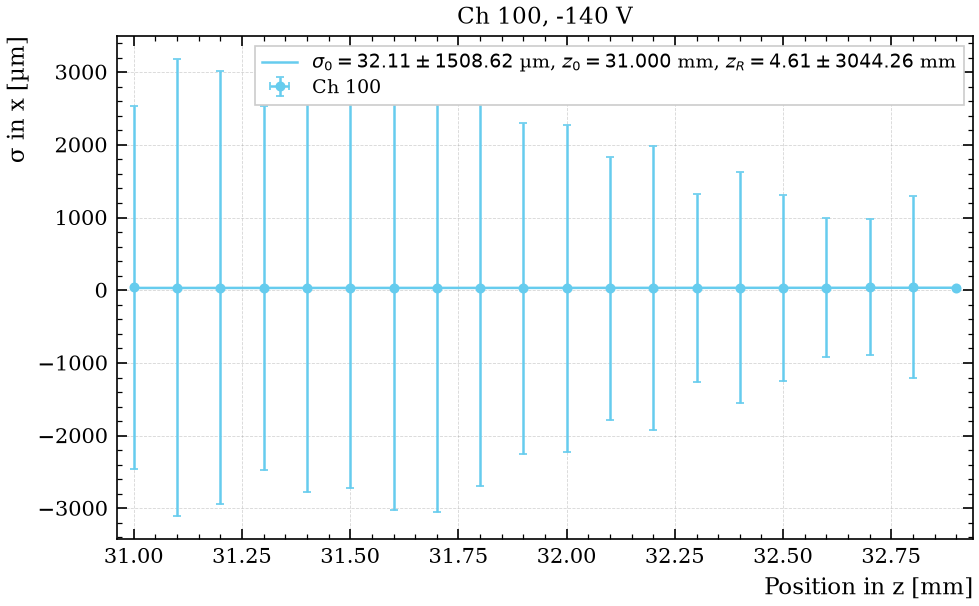 Ch 100, -140 V
σ in x [µm]
σ₀ = 32.11 ± 1508.62 µm, z₀ = 31.000 mm, z_R = 4.61 ± 3044.26 mm
Ch 100
3000
2000
1000
0
−1000
−2000
−3000
31.00 31.25 31.50 31.75 32.00 32.25 32.50 32.75
Position in z [mm]